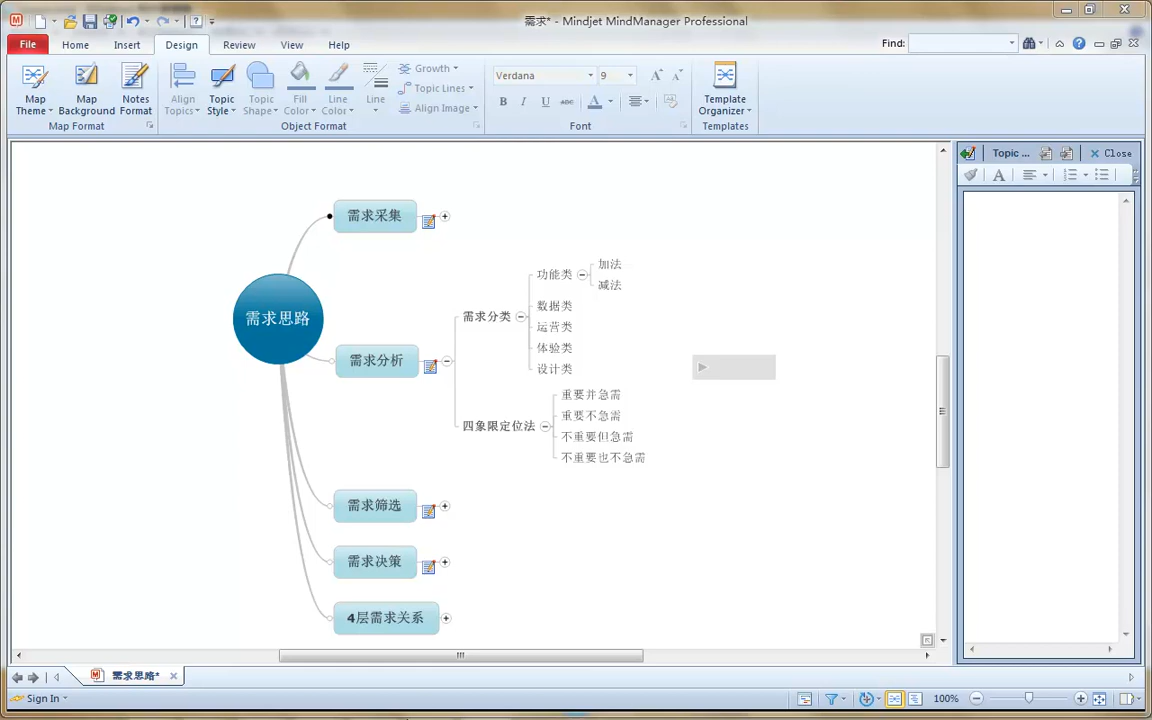 需求* - Mindjet MindManager Professional
File Home Insert Design Review View Help Find:
Map Theme
Map Background
Notes Format
Align Topics
Topic Style
Topic Shape
Fill Color
Line Color
Line
Growth
Topic Lines
Align Image
Verdana 9
B I U ABC A
Template Organizer
Map Format Object Format Font Templates
Topic ... Close
A
需求采集
需求思路
需求分析
需求分类
功能类
加法
减法
数据类
运营类
体验类
设计类
四象限定位法
重要并急需
重要不急需
不重要但急需
不重要也不急需
需求筛选
需求决策
4层需求关系
需求思路*
Sign In 100%